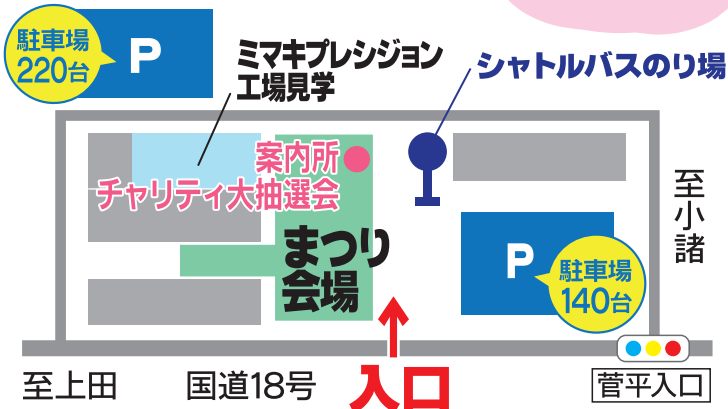 駐車場
220台
P
ミマキプレシジョン
工場見学
シャトルバスのり場
案内所
チャリティ大抽選会
至小諸
まつり
会場
P
駐車場
140台
至上田
国道18号
入口
菅平入口